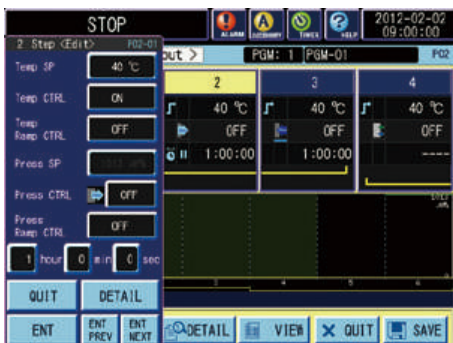 STOP
ALARM
TIMER
HELP
2012-02-02
09:00:00
2 Step <Edit>
P02-01
out >
PGM: 1
PGM-01
P02
Temp SP
40 ℃
Temp CTRL
ON
Temp
Ramp CTRL
OFF
Press SP
Press CTRL
OFF
Press
Ramp CTRL
OFF
1 hour 0 min 0 sec
QUIT
DETAIL
ENT
ENT PREV
ENT NEXT
2
3
4
40 ℃
40 ℃
40 ℃
OFF
OFF
OFF
1:00:00
1:00:00
----
DETAIL
VIEW
QUIT
SAVE